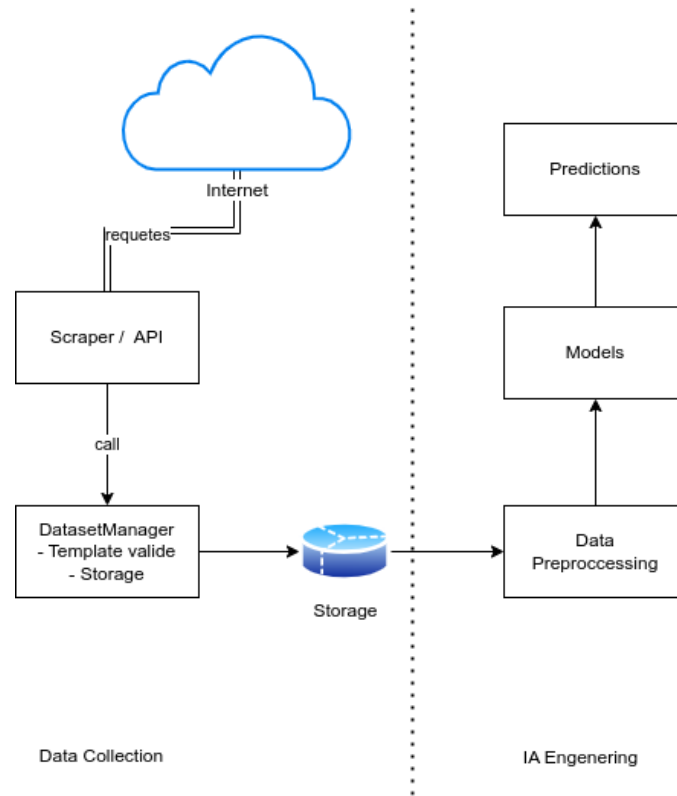 Internet
requetes
Scraper /  API
call
DatasetManager
- Template valide
- Storage
Storage
Data Collection
Predictions
Models
Data
Preproccessing
IA Engenering